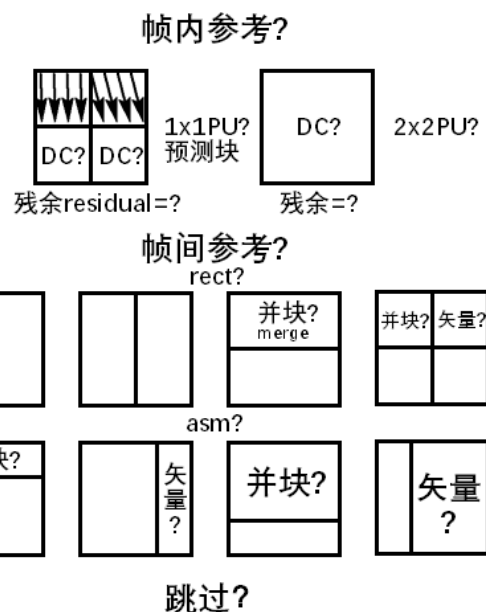 帧内参考?
DC? DC?
1x1PU?
预测块
DC?
2x2PU?
残余residual=?
残余=?
帧间参考?
rect?
并块?
merge
并块? 矢量?
asm?
块?
矢
量
?
并块?
矢量
?
跳过?